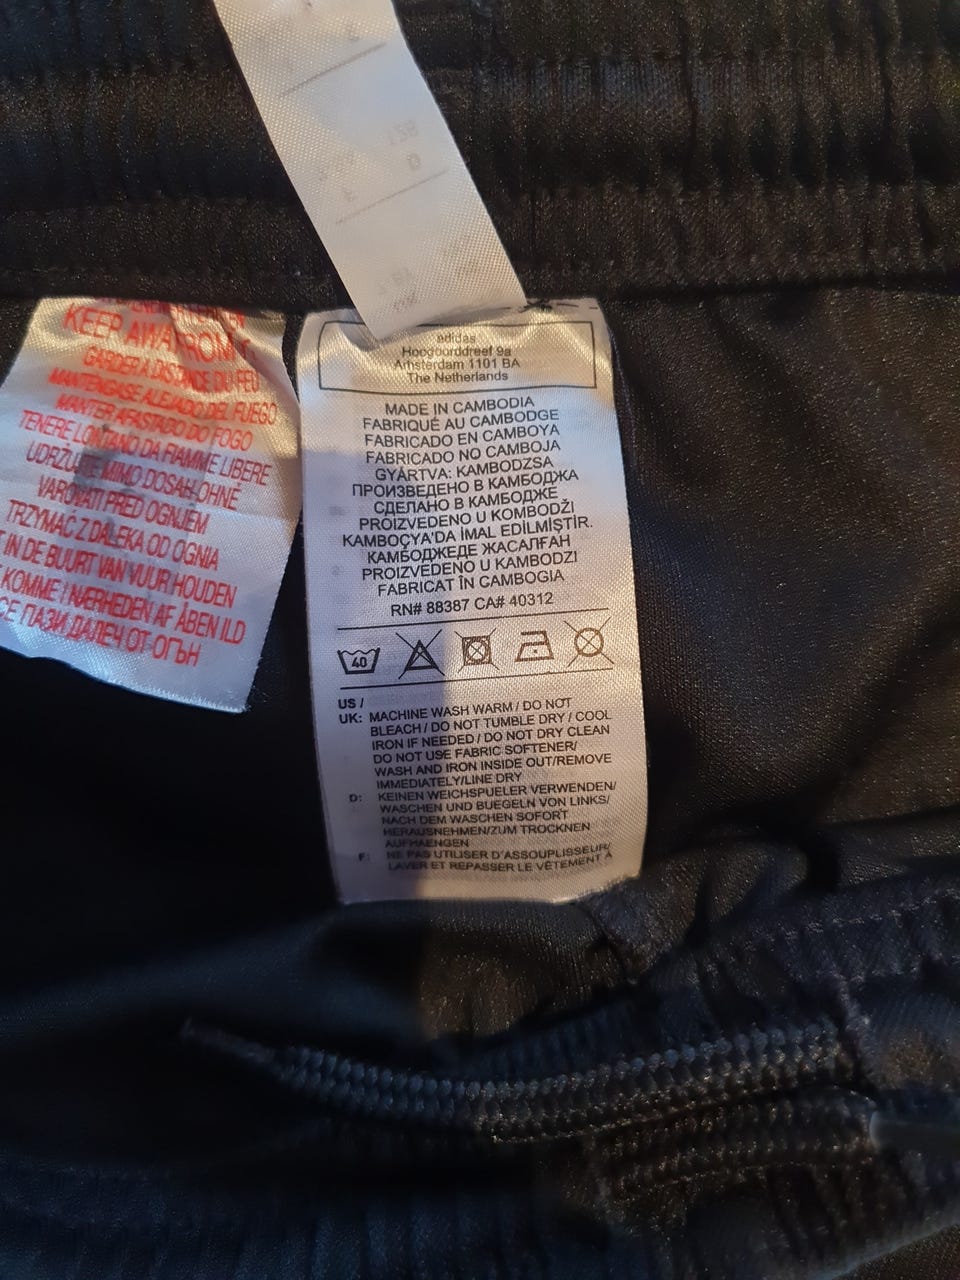 KEEP AWAY FROM
GARDER A DISTANCE DU FEU
MANTENGASE ALEJADO DEL FUEGO
MANTER AFASTADO DO FOGO
TENERE LONTANO DA FIAMME LIBERE
UDRŽUJTE MIMO DOSAH OHNĚ
VAROVATI PRED OGNJEM
TRZYMAĆ Z DALEKA OD OGNIA
IN DE BUURT VAN VUUR HOUDEN
KOMME I NÆRHEDEN AF ÅBEN ILD
СЕ ПАЗИ ДАЛЕЧ ОТ ОГЪН
adidas
Hoogoorddreef 9a
Amsterdam 1101 BA
The Netherlands
MADE IN CAMBODIA
FABRIQUÉ AU CAMBODGE
FABRICADO EN CAMBOYA
FABRICADO NO CAMBOJA
GYÁRTVA: KAMBODZSA
ПРОИЗВЕДЕНО В КАМБОДЖА
СДЕЛАНО В КАМБОДЖЕ
PROIZVEDENO U KOMBODŽI
KAMBOÇYA'DA İMAL EDİLMİŞTİR.
КАМБОДЖЕДЕ ЖАСАЛҒАН
PROIZVEDENO U KAMBODZI
FABRICAT ÎN CAMBOGIA
RN# 88387 CA# 40312
40
US /
UK: MACHINE WASH WARM / DO NOT
BLEACH / DO NOT TUMBLE DRY / COOL
IRON IF NEEDED / DO NOT DRY CLEAN
DO NOT USE FABRIC SOFTENER/
WASH AND IRON INSIDE OUT/REMOVE
IMMEDIATELY/LINE DRY
D: KEINEN WEICHSPUELER VERWENDEN/
WASCHEN UND BUEGELN VON LINKS/
NACH DEM WASCHEN SOFORT
HERAUSNEHMEN/ZUM TROCKNEN
AUFHAENGEN
F: NE PAS UTILISER D'ASSOUPLISSEUR/
LAVER ET REPASSER LE VÊTEMENT À